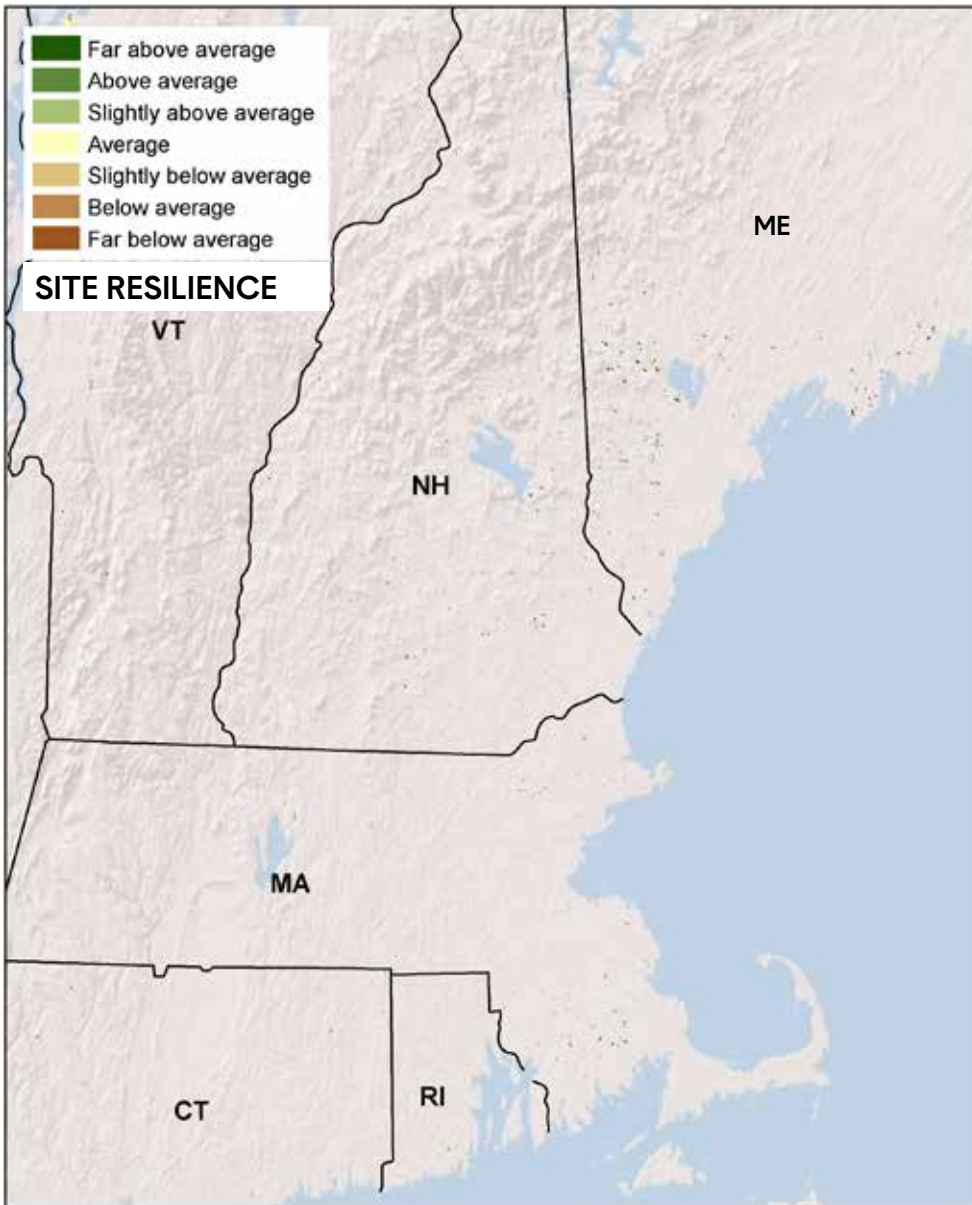 Far above average
Above average
Slightly above average
Average
Slightly below average
Below average
Far below average
SITE RESILIENCE
ME
VT
NH
MA
CT
RI